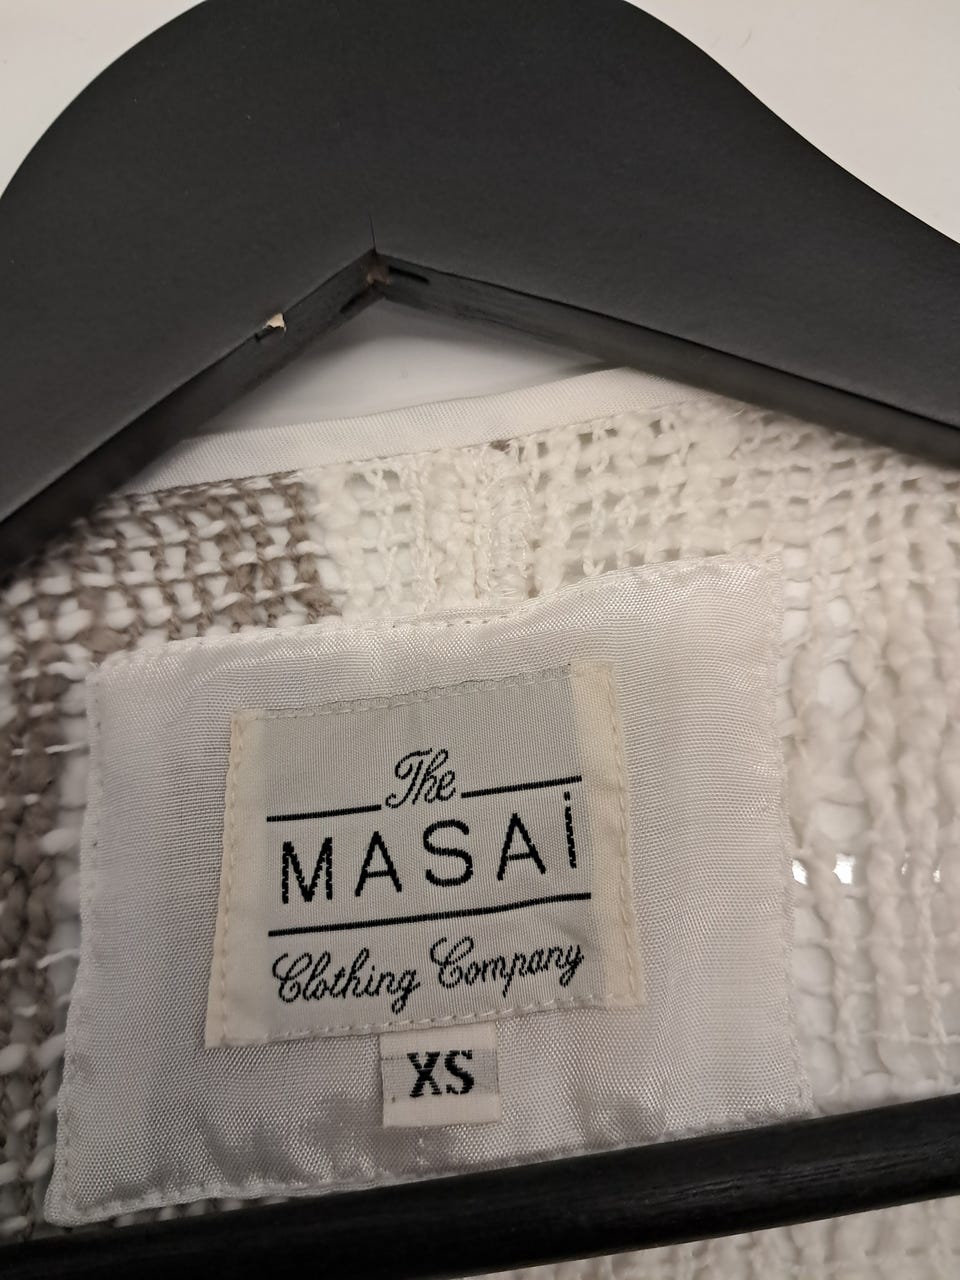 The
MASAi
Clothing Company
XS